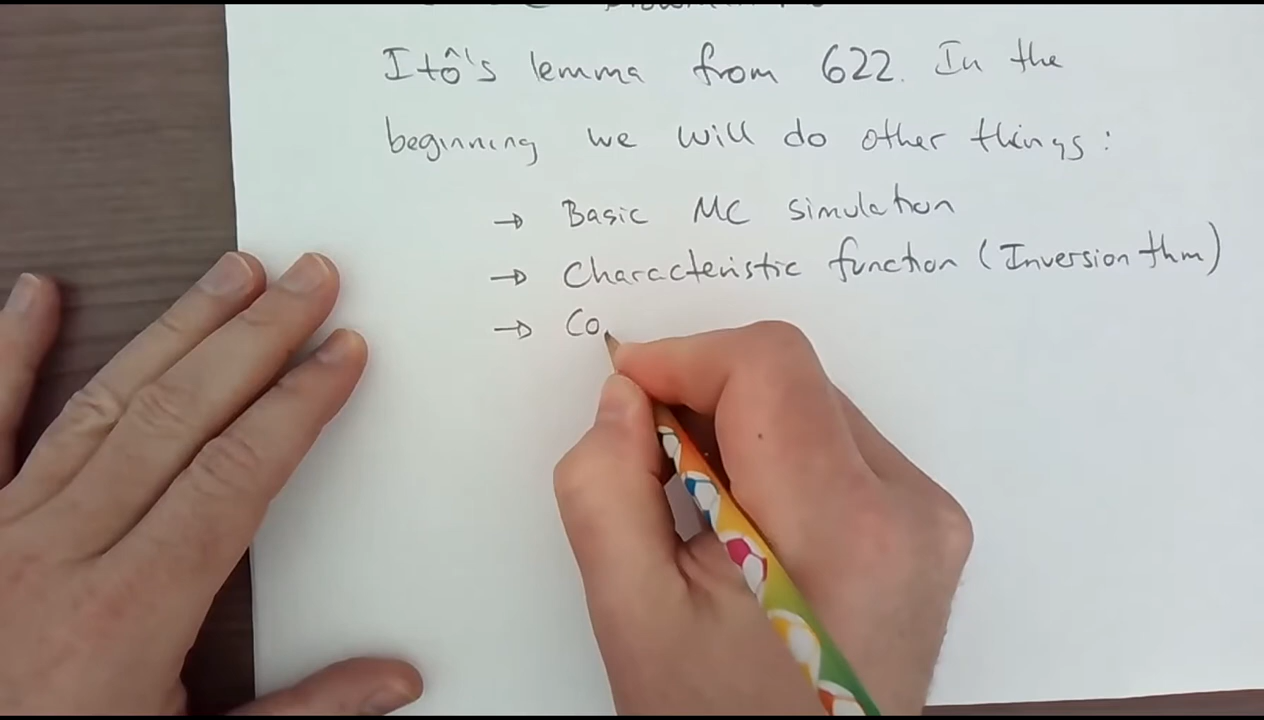 Itô's lemma from 622. In the
beginning we will do other things:
→ Basic MC simulation
→ Characteristic function (Inversion thm)
→ Co